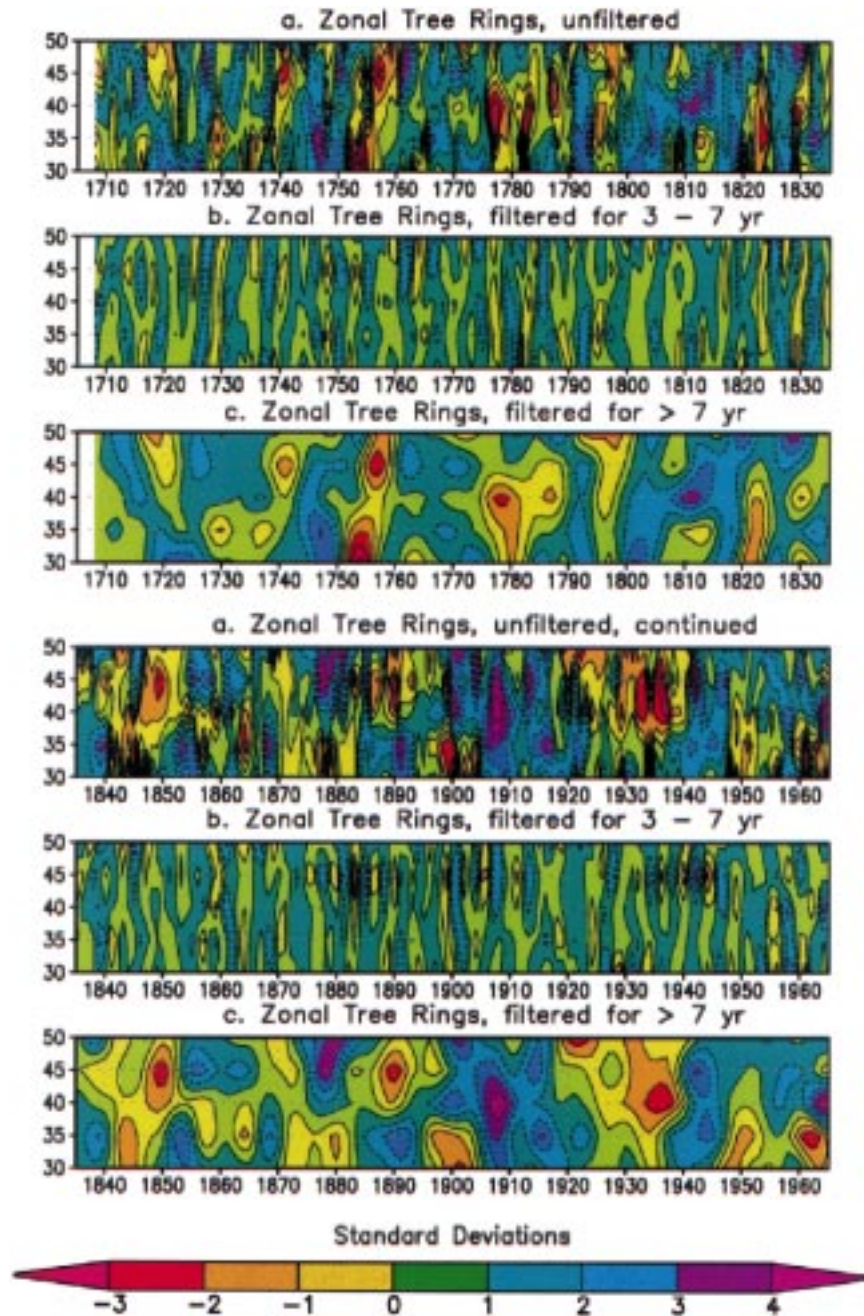 a. Zonal Tree Rings, unfiltered
50
45
40
35
30
1710 1720 1730 1740 1750 1760 1770 1780 1790 1800 1810 1820 1830
b. Zonal Tree Rings, filtered for 3 – 7 yr
50
45
40
35
30
1710 1720 1730 1740 1750 1760 1770 1780 1790 1800 1810 1820 1830
c. Zonal Tree Rings, filtered for > 7 yr
50
45
40
35
30
1710 1720 1730 1740 1750 1760 1770 1780 1790 1800 1810 1820 1830
a. Zonal Tree Rings, unfiltered, continued
50
45
40
35
30
1840 1850 1860 1870 1880 1890 1900 1910 1920 1930 1940 1950 1960
b. Zonal Tree Rings, filtered for 3 – 7 yr
50
45
40
35
30
1840 1850 1860 1870 1880 1890 1900 1910 1920 1930 1940 1950 1960
c. Zonal Tree Rings, filtered for > 7 yr
50
45
40
35
30
1840 1850 1860 1870 1880 1890 1900 1910 1920 1930 1940 1950 1960
Standard Deviations
−3 −2 −1 0 1 2 3 4